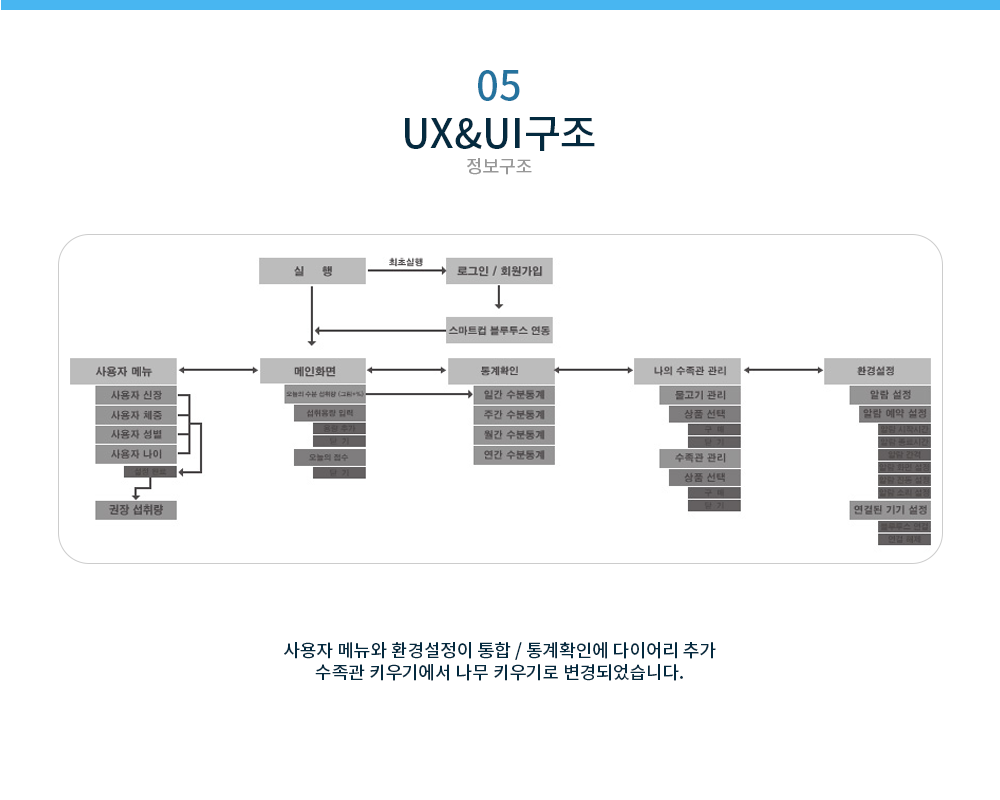 05
UX&UI구조
정보구조
실 행
최초실행
로그인 / 회원가입
스마트컵 블루투스 연동
사용자 메뉴
사용자 신장
사용자 체중
사용자 성별
사용자 나이
설정 완료
권장 섭취량
메인화면
오늘의 수분 섭취량 (그림+%)
섭취용량 입력
용량 추가
닫 기
오늘의 점수
닫 기
통계확인
일간 수분통계
주간 수분통계
월간 수분통계
연간 수분통계
나의 수족관 관리
물고기 관리
상품 선택
구 매
닫 기
수족관 관리
상품 선택
구 매
닫 기
환경설정
알람 설정
알람 예약 설정
알람 시작시간
알람 종료시간
알람 간격
알람 화면 설정
알람 진동 설정
알람 소리 설정
연결된 기기 설정
블루투스 연결
연결 해제
사용자 메뉴와 환경설정이 통합 / 통계확인에 다이어리 추가
수족관 키우기에서 나무 키우기로 변경되었습니다.